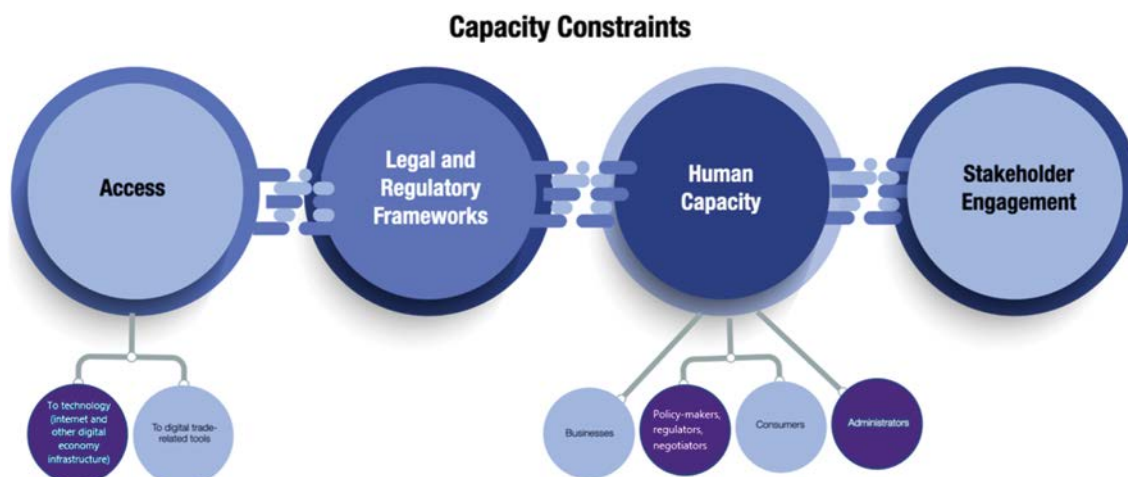 Capacity Constraints
Access
Legal and
Regulatory
Frameworks
Human
Capacity
Stakeholder
Engagement
To technology
(internet and
other digital
economy
infrastructure)
To digital trade-
related tools
Businesses
Policy-makers,
regulators,
negotiators
Consumers
Administrators